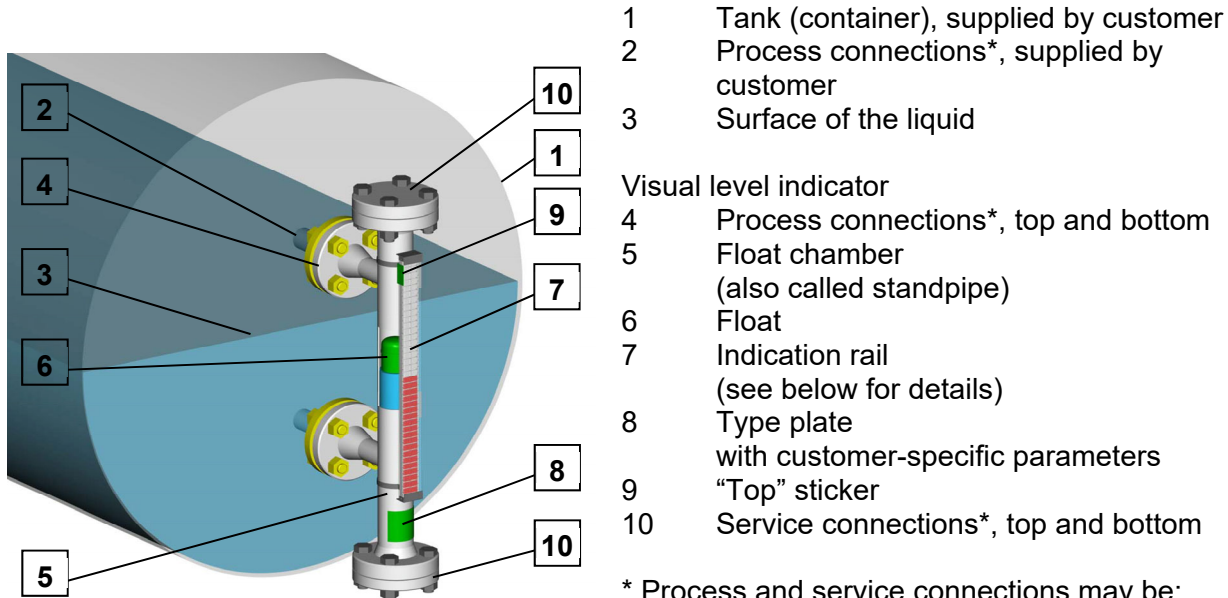 10
2
1
4
9
3
7
6
8
10
5
1 Tank (container), supplied by customer
2 Process connections*, supplied by
customer
3 Surface of the liquid
Visual level indicator
4 Process connections*, top and bottom
5 Float chamber
(also called standpipe)
6 Float
7 Indication rail
(see below for details)
8 Type plate
with customer-specific parameters
9 “Top” sticker
10 Service connections*, top and bottom
* Process and service connections may be: